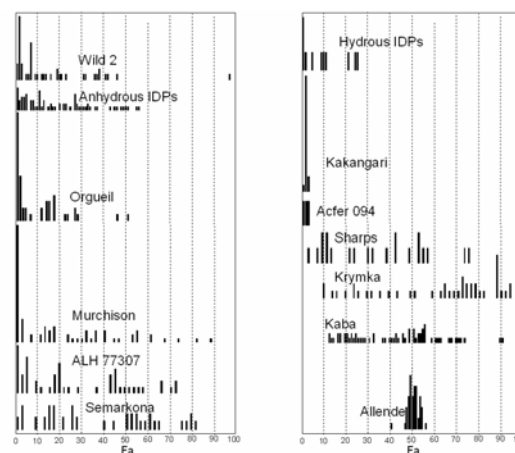 Wild 2
Anhydrous IDPs
Orgueil
Murchison
ALH 77307
Semarkona
0 10 20 30 40 50 60 70 80 90 100
Fa
Hydrous IDPs
Kakangari
Acfer 094
Sharps
Krymka
Kaba
Allende
0 10 20 30 40 50 60 70 80 90 100
Fa